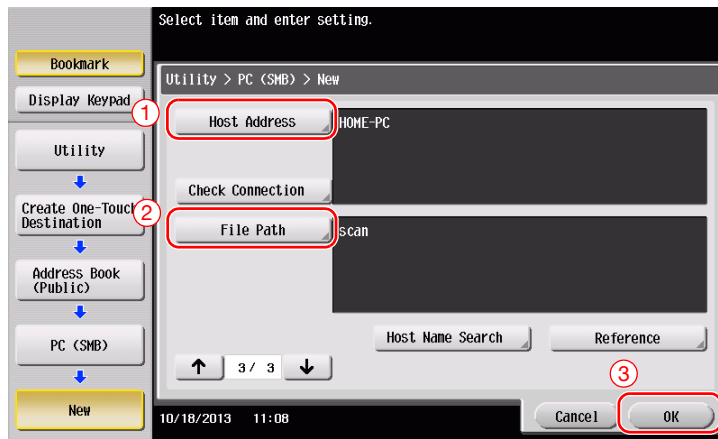 Select item and enter setting.
Bookmark
Display Keypad
Utility
Create One-Touch
Destination
Address Book
(Public)
PC (SMB)
New
Utility > PC (SMB) > New
1
Host Address
HOME-PC
Check Connection
2
File Path
scan
Host Name Search
Reference
↑ 3/ 3 ↓
3
10/18/2013 11:08
Cancel
OK